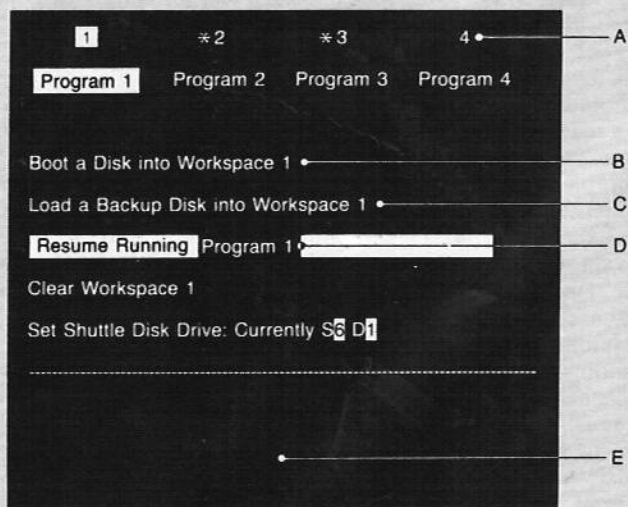 1 *2 *3 4 A
Program 1 Program 2 Program 3 Program 4
Boot a Disk into Workspace 1 B
Load a Backup Disk into Workspace 1 C
Resume Running Program 1 D
Clear Workspace 1
Set Shuttle Disk Drive: Currently S6 D1
E